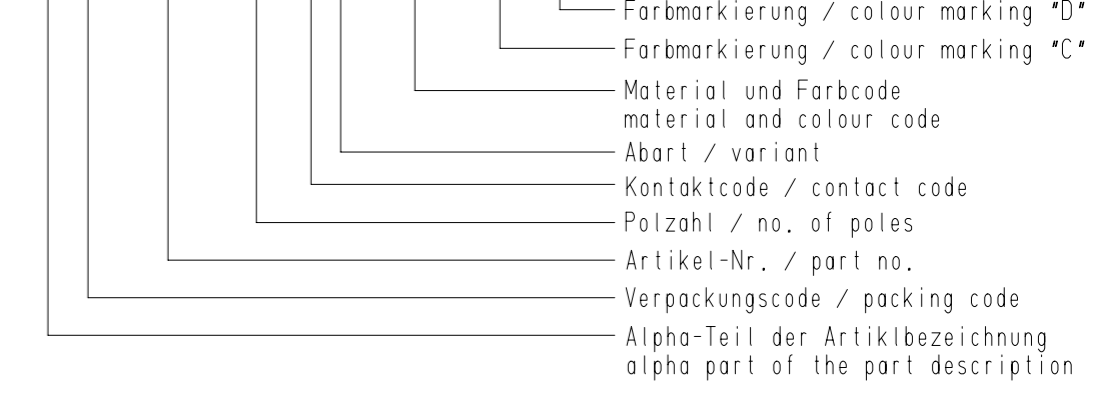 Farbmarkierung / colour marking "D"
Farbmarkierung / colour marking "C"
Material und Farbcode
material and colour code
Abart / variant
Kontaktcode / contact code
Polzahl / no. of poles
Artikel-Nr. / part no.
Verpackungscode / packing code
Alpha-Teil der Artiklbezeichnung
alpha part of the part description